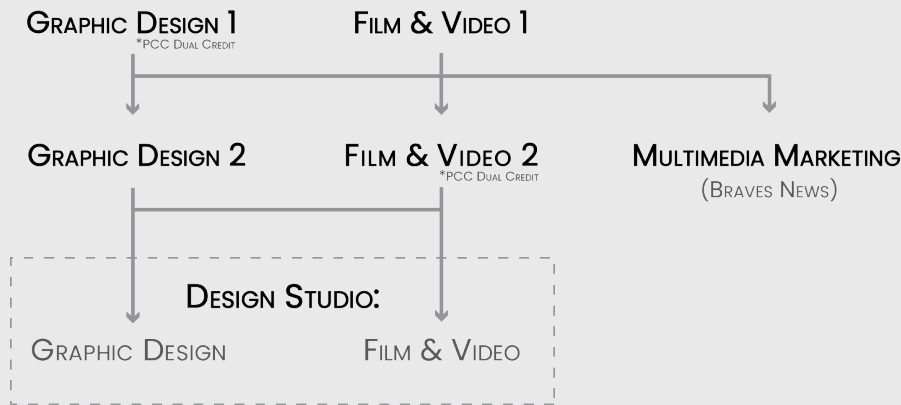 Graphic Design 1
*PCC Dual Credit
Film & Video 1
Graphic Design 2
Film & Video 2
*PCC Dual Credit
Multimedia Marketing
(Braves News)
Design Studio:
Graphic Design
Film & Video